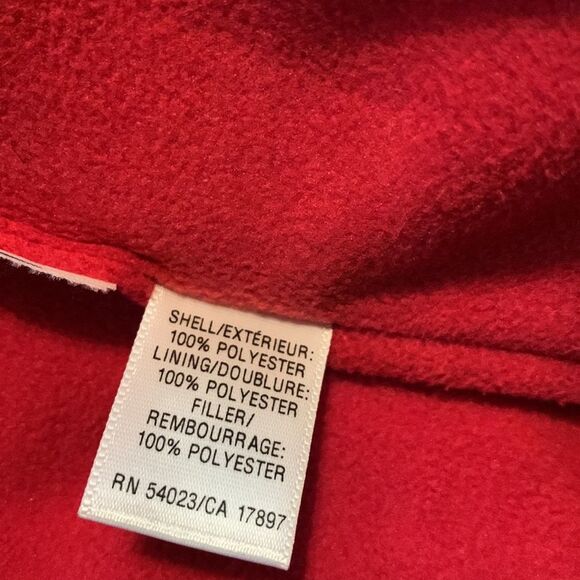 SHELL/EXTÉRIEUR:
100% POLYESTER
LINING/DOUBLURE:
100% POLYESTER
FILLER/
REMBOURRAGE:
100% POLYESTER
RN 54023/CA 17897